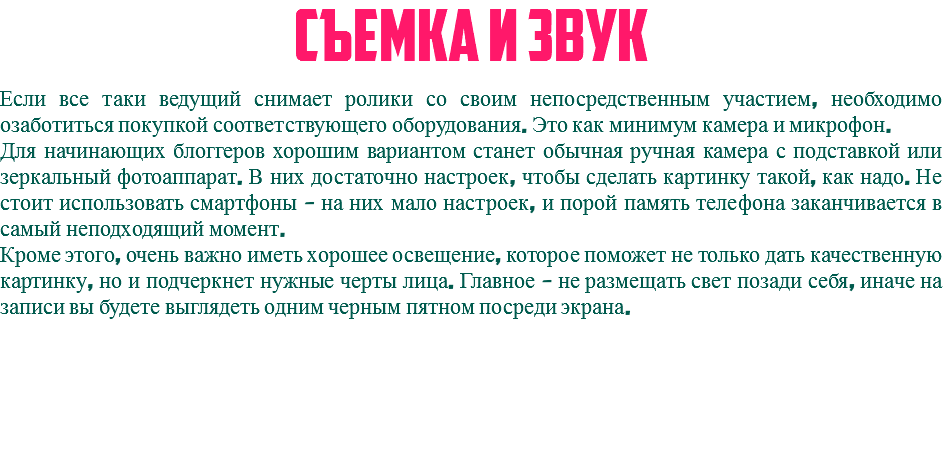 СЪЕМКА И ЗВУК
Если все таки ведущий снимает ролики со своим непосредственным участием, необходимо
озаботиться покупкой соответствующего оборудования. Это как минимум камера и микрофон.
Для начинающих блоггеров хорошим вариантом станет обычная ручная камера с подставкой или
зеркальный фотоаппарат. В них достаточно настроек, чтобы сделать картинку такой, как надо. Не
стоит использовать смартфоны – на них мало настроек, и порой память телефона заканчивается в
самый неподходящий момент.
Кроме этого, очень важно иметь хорошее освещение, которое поможет не только дать качественную
картинку, но и подчеркнет нужные черты лица. Главное – не размещать свет позади себя, иначе на
записи вы будете выглядеть одним черным пятном посреди экрана.